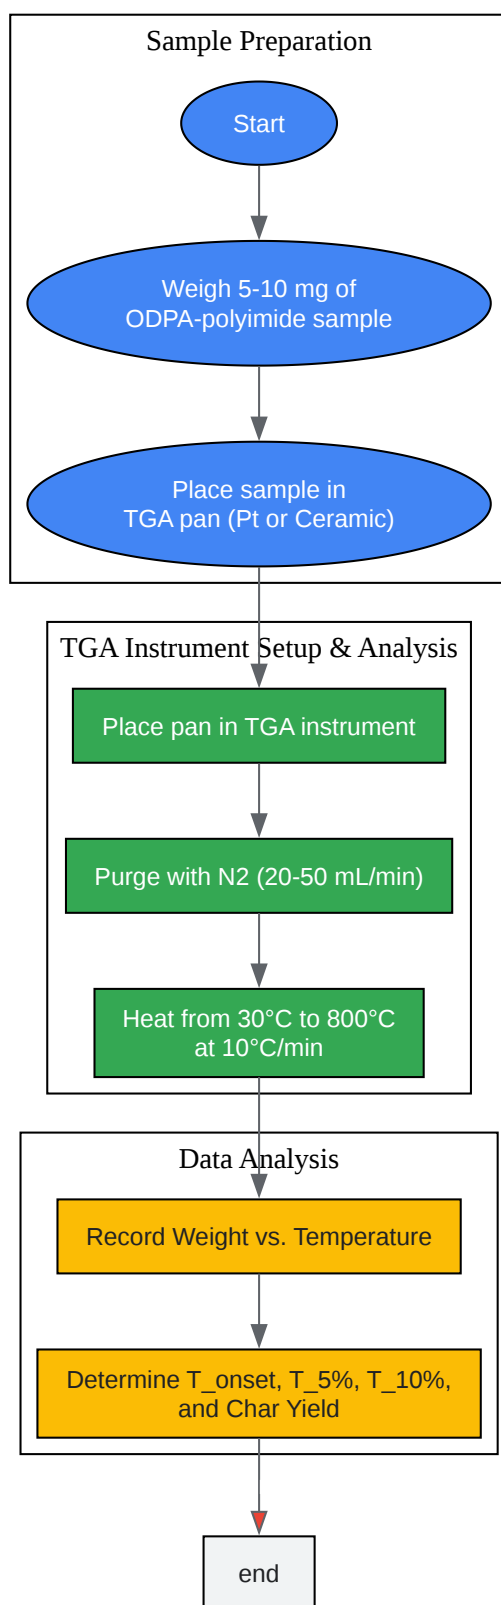 Sample Preparation
Start
Weigh 5-10 mg of
ODPA-polyimide sample
Place sample in
TGA pan (Pt or Ceramic)
TGA Instrument Setup & Analysis
Place pan in TGA instrument
Purge with N2 (20-50 mL/min)
Heat from 30°C to 800°C
at 10°C/min
Data Analysis
Record Weight vs. Temperature
Determine T_onset, T_5%, T_10%,
and Char Yield
end